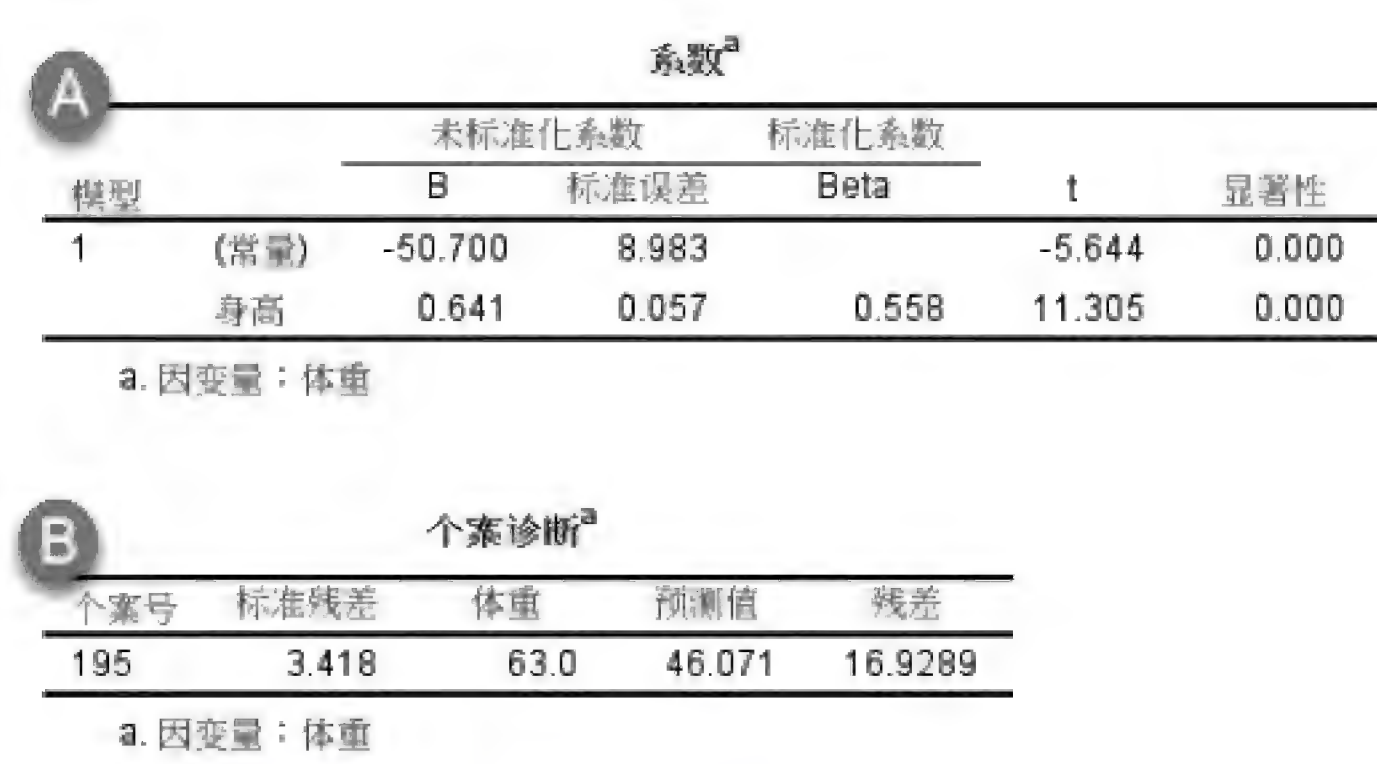 A
系数a
未标准化系数 标准化系数
模型 B 标准误差 Beta t 显著性
1 (常量) -50.700 8.983 -5.644 0.000
身高 0.641 0.057 0.558 11.305 0.000
a. 因变量：体重
B
个案诊断a
个案号 标准残差 体重 预测值 残差
195 3.418 63.0 46.071 16.9289
a. 因变量：体重